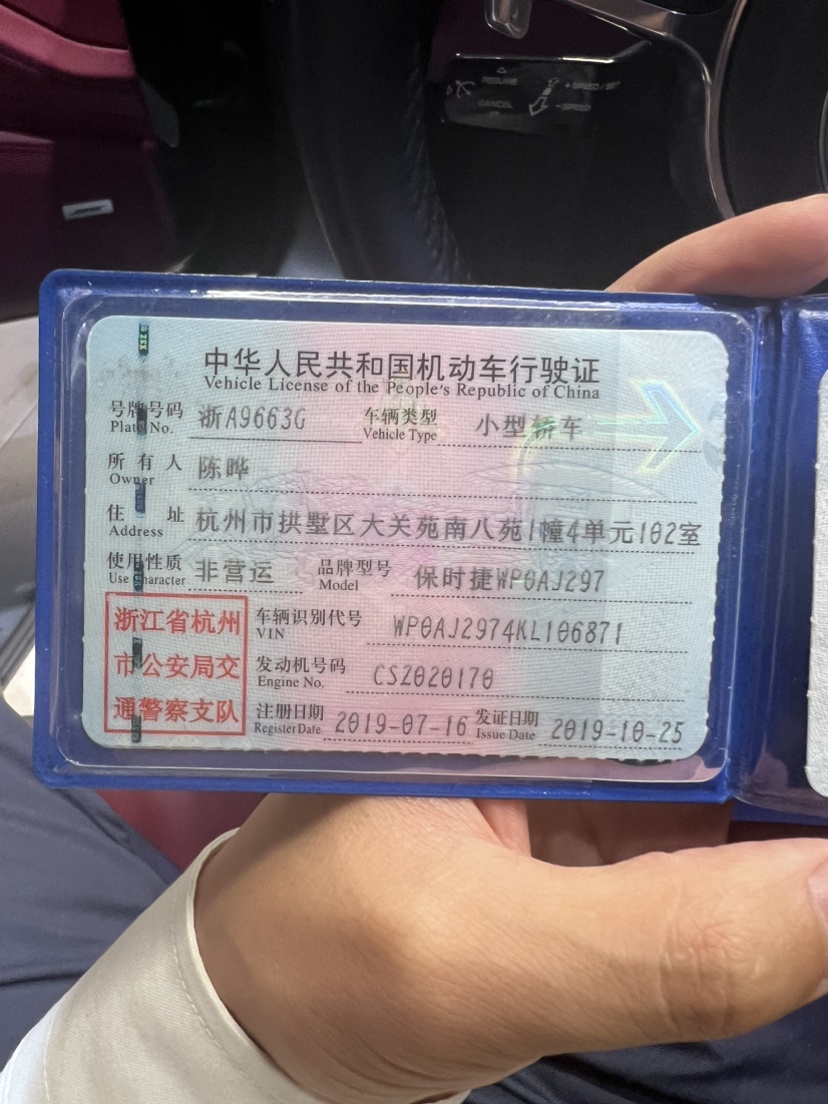 RESUME
CANCEL
+ SPEED/SET
- SPEED
BOSE
中华人民共和国机动车行驶证
Vehicle License of the People's Republic of China
号牌号码 浙A9663G 车辆类型 小型轿车
Plate No. Vehicle Type
所有人 陈晔
Owner
住址 杭州市拱墅区大关苑南八苑1幢4单元102室
Address
使用性质 非营运 品牌型号 保时捷WP0AJ297
Use Character Model
浙江省杭州 车辆识别代号 WP0AJ2974KL106871
VIN
市公安局交 发动机号码 CSZ020170
Engine No.
通警察支队 注册日期 2019-07-16 发证日期 2019-10-25
Register Date Issue Date